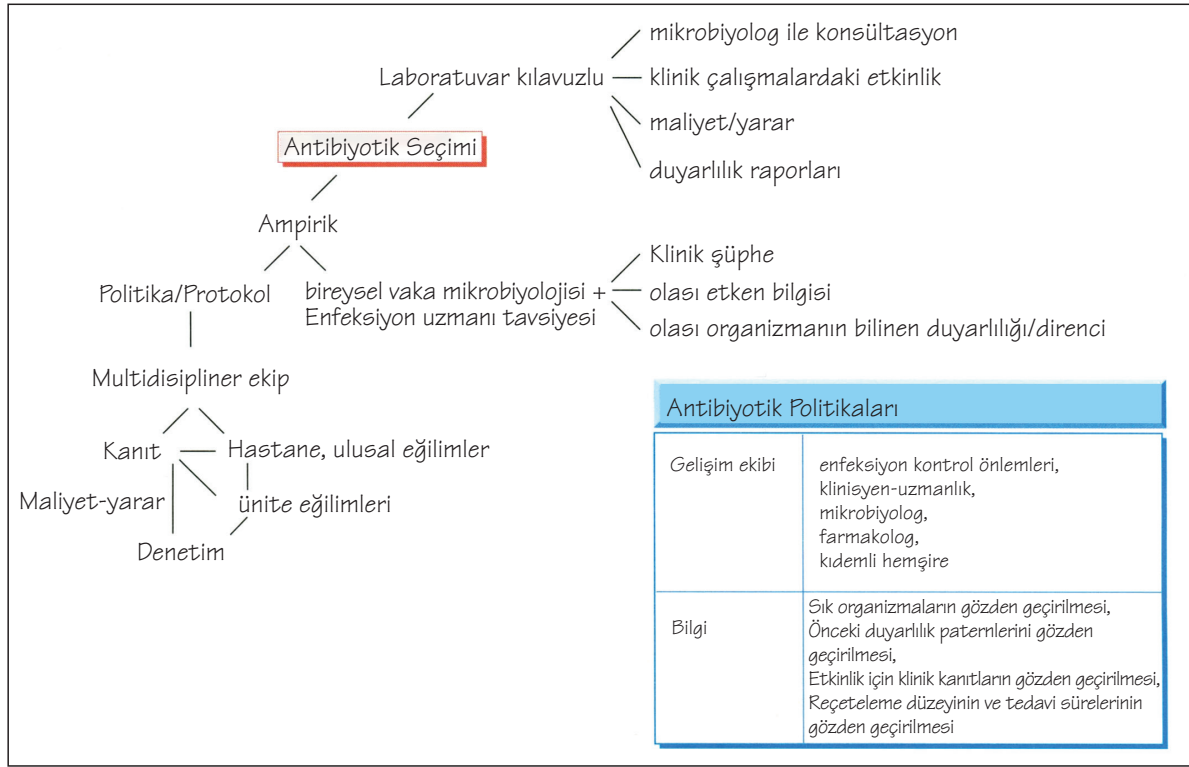 mikrobiyolog ile konsültasyon
Laboratuvar kılavuzlu
klinik çalışmalardaki etkinlik
maliyet/yarar
duyarlılık raporları
Antibiyotik Seçimi
Ampirik
Politika/Protokol
bireysel vaka mikrobiyolojisi +
Enfeksiyon uzmanı tavsiyesi
Klinik şüphe
olası etken bilgisi
olası organizmanın bilinen duyarlılığı/direnci
Multidisipliner ekip
Kanıt
Hastane, ulusal eğilimler
Maliyet-yarar
ünite eğilimleri
Denetim
Antibiyotik Politikaları
Gelişim ekibi
enfeksiyon kontrol önlemleri,
klinisyen-uzmanlık,
mikrobiyolog,
farmakolog,
kıdemli hemşire
Bilgi
Sık organizmaların gözden geçirilmesi,
Önceki duyarlılık paternlerini gözden
geçirilmesi,
Etkinlik için klinik kanıtların gözden geçirilmesi,
Reçeteleme düzeyinin ve tedavi sürelerinin
gözden geçirilmesi